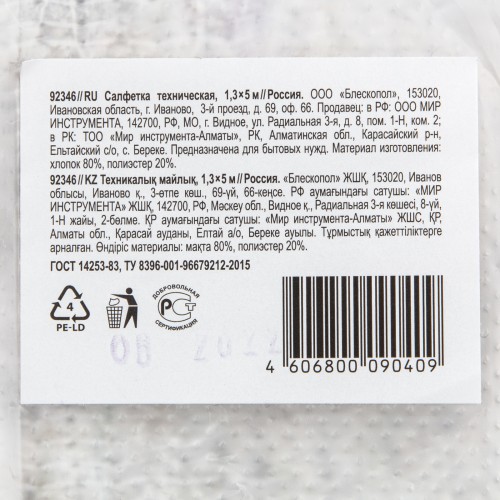 92346//RU Салфетка техническая, 1,3×5 м//Россия. ООО «Блескопол», 153020,
Ивановская область, г. Иваново, 3-й проезд, д. 69, оф. 66. Продавец: в РФ: ООО МИР
ИНСТРУМЕНТА, 142700, РФ, МО, г. Видное, ул. Радиальная 3-я, д. 8, пом. 1-Н, ком. 2;
в РК: ТОО «Мир инструмента-Алматы», РК, Алматинская обл., Карасайский р-н,
Ельтайский с/о, с. Береке. Предназначена для бытовых нужд. Материал изготовления:
хлопок 80%, полиэстер 20%.
92346//KZ Техникалық майлық, 1,3×5 м//Россия. «Блескопол» ЖШҚ, 153020, Иванов
облысы, Иваново қ., 3-өтпе көш., 69-үй, 66-кеңсе. РФ аумағындағы сатушы: «МИР
ИНСТРУМЕНТА» ЖШҚ, 142700, РФ, Мәскеу обл., Видное қ., Радиальная 3-я көшесі, 8-үй,
1-Н жайы, 2-бөлме. ҚР аумағындағы сатушы: «Мир инструмента-Алматы» ЖШС, ҚР,
Алматы обл., Қарасай ауданы, Елтай а/о, Береке ауылы. Тұрмыстық қажеттіліктерге
арналған. Өндіріс материалы: мақта 80%, полиэстер 20%.
ГОСТ 14253-83, ТУ 8396-001-96679212-2015
4
PE-LD
ДОБРОВОЛЬНАЯ
РСТ
СЕРТИФИКАЦИЯ
08 2022
4 606800 090409